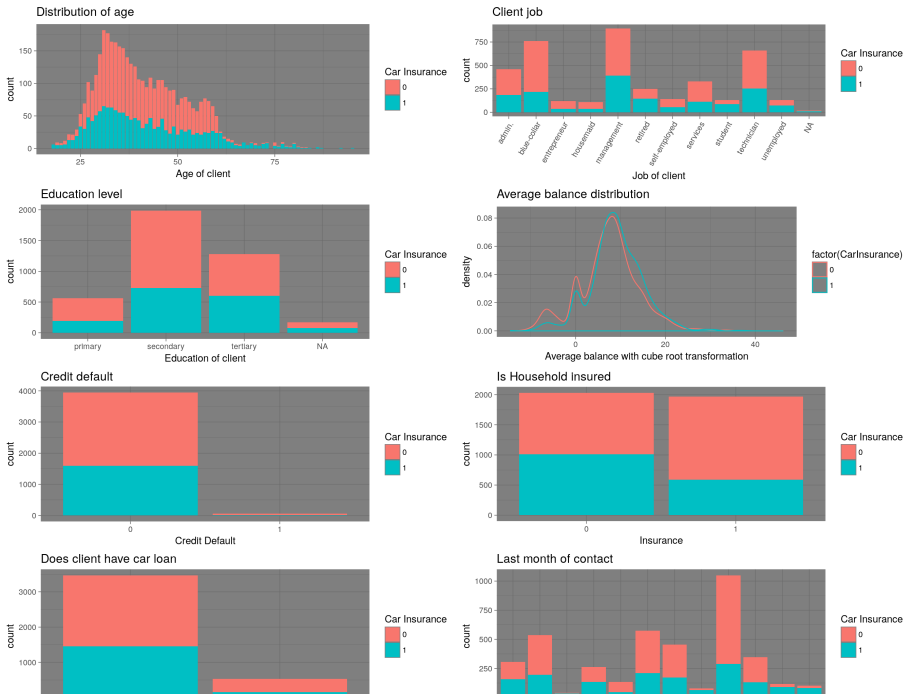 Distribution of age
150
100
50
0
count
25
50
75
Age of client
Car Insurance
0
1
Client job
750
500
250
0
count
admin.
blue-collar
entrepreneur
housemaid
management
retired
self-employed
services
student
technician
unemployed
NA
Job of client
Car Insurance
0
1
Education level
2000
1500
1000
500
0
count
primary
secondary
tertiary
NA
Education of client
Car Insurance
0
1
Average balance distribution
0.08
0.06
0.04
0.02
0.00
density
0
20
40
Average balance with cube root transformation
factor(CarInsurance)
0
1
Credit default
4000
3000
2000
1000
0
count
0
1
Credit Default
Car Insurance
0
1
Is Household insured
2000
1500
1000
500
0
count
0
1
Insurance
Car Insurance
0
1
Does client have car loan
3000
2000
1000
count
Car Insurance
0
1
Last month of contact
1000
750
500
250
count
Car Insurance
0
1